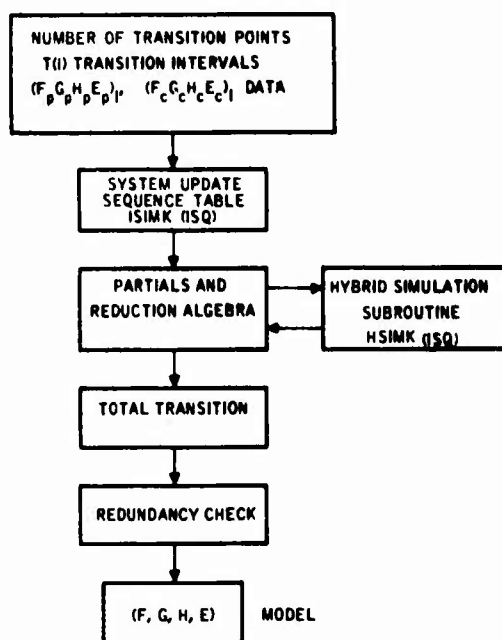 NUMBER OF TRANSITION POINTS
T(I) TRANSITION INTERVALS
(FpGpHpEp)I, (FcGcHcEc)I DATA
SYSTEM UPDATE
SEQUENCE TABLE
ISIMK (ISQ)
PARTIALS AND
REDUCTION ALGEBRA
HYBRID SIMULATION
SUBROUTINE
HSIMK (ISQ)
TOTAL TRANSITION
REDUNDANCY CHECK
(F, G, H, E) MODEL